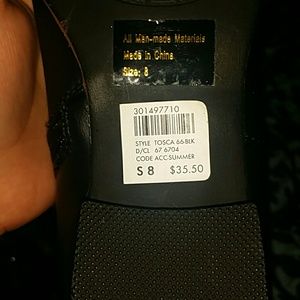 All Man-made Materials
Made in China
Size: 8
301497710
STYLE TOSCA 66-BLK
D/CL 67 6704
CODE ACC-SUMMER
S 8 $35.50